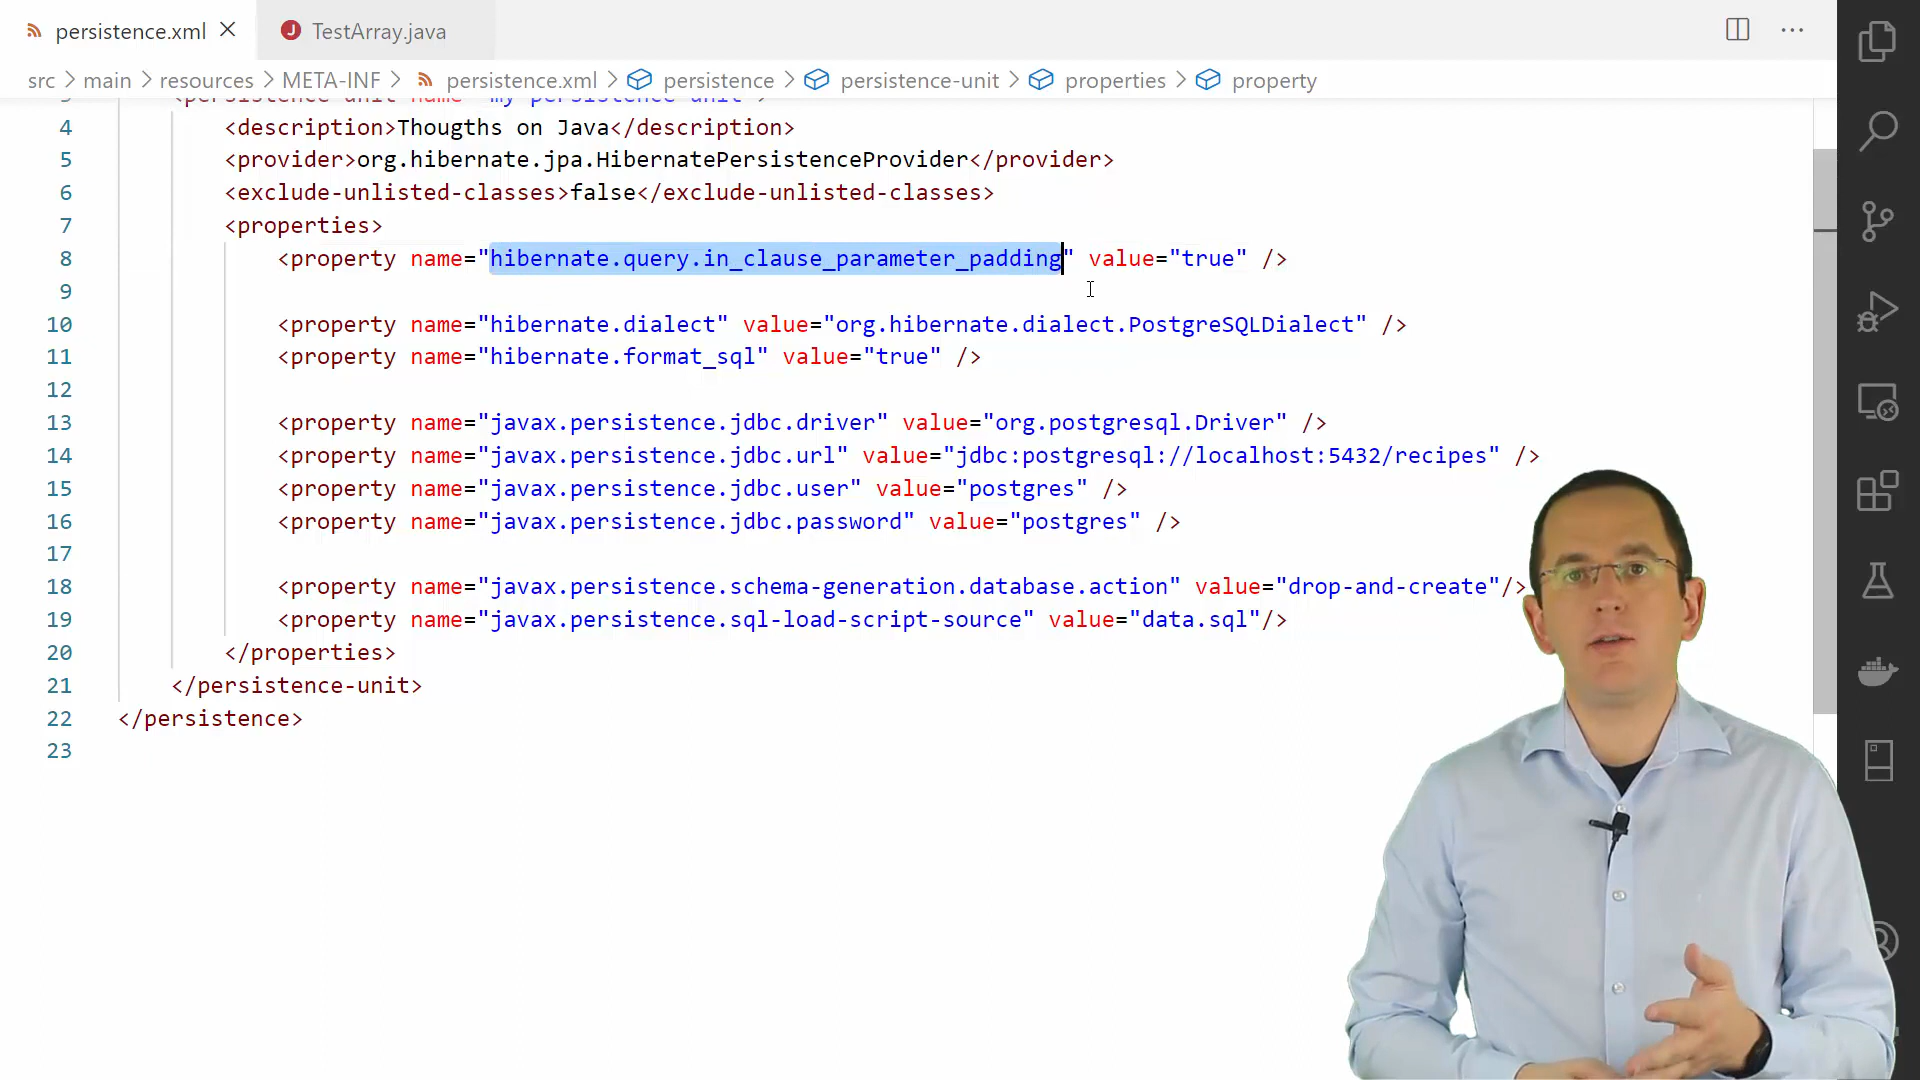 persistence.xml TestArray.java
src main resources META-INF persistence.xml persistence persistence-unit properties property
4 <description>Thougths on Java</description>
5 <provider>org.hibernate.jpa.HibernatePersistenceProvider</provider>
6 <exclude-unlisted-classes>false</exclude-unlisted-classes>
7 <properties>
8 <property name="hibernate.query.in_clause_parameter_padding" value="true" />
9
10 <property name="hibernate.dialect" value="org.hibernate.dialect.PostgreSQLDialect" />
11 <property name="hibernate.format_sql" value="true" />
12
13 <property name="javax.persistence.jdbc.driver" value="org.postgresql.Driver" />
14 <property name="javax.persistence.jdbc.url" value="jdbc:postgresql://localhost:5432/recipes" />
15 <property name="javax.persistence.jdbc.user" value="postgres" />
16 <property name="javax.persistence.jdbc.password" value="postgres" />
17
18 <property name="javax.persistence.schema-generation.database.action" value="drop-and-create"/>
19 <property name="javax.persistence.sql-load-script-source" value="data.sql"/>
20 </properties>
21 </persistence-unit>
22 </persistence>
23